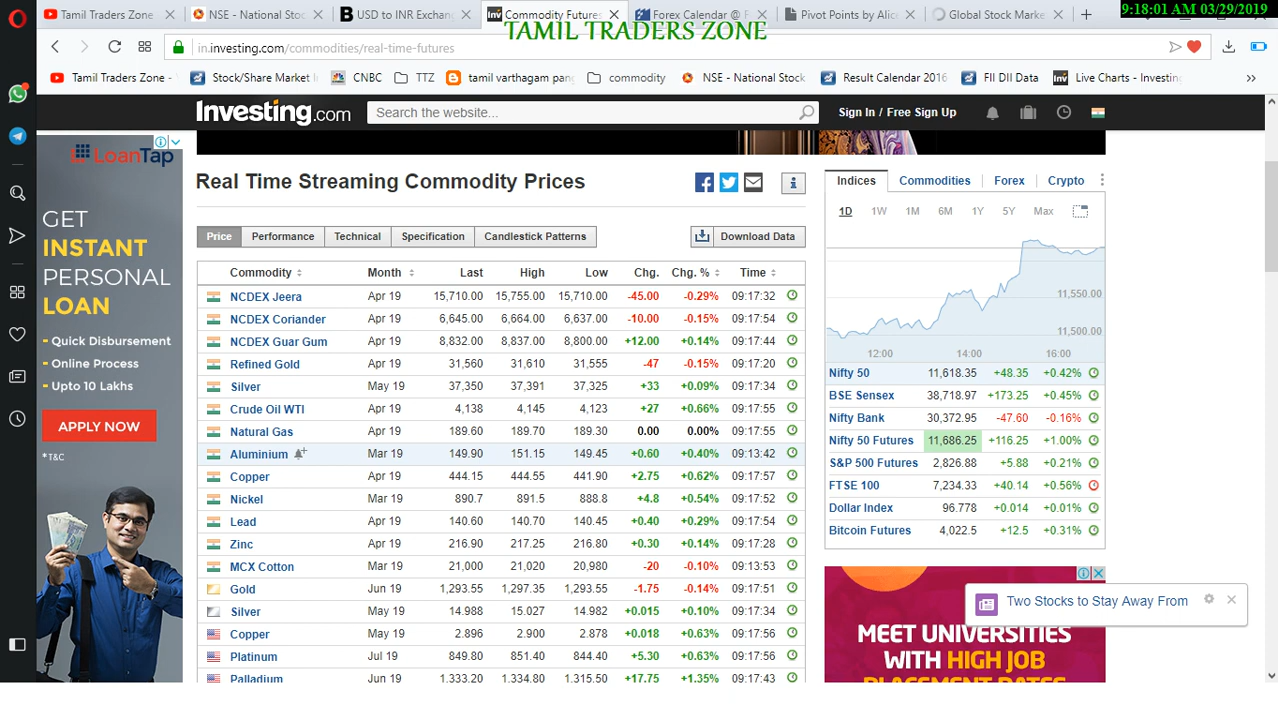 9:18:01 AM 03/29/2019
Tamil Traders Zone
NSE - National Stoc
USD to INR Exchan
Commodity Futures
Forex Calendar @ F
Pivot Points by Alic
Global Stock Marke
TAMIL TRADERS ZONE
in.investing.com/commodities/real-time-futures
Tamil Traders Zone -
Stock/Share Market I
CNBC
TTZ
tamil varthagam pan
commodity
NSE - National Stock
Result Calendar 2016
FII DII Data
Live Charts - Investin
Investing.com
Search the website...
Sign In / Free Sign Up
LoanTap
GET
INSTANT
PERSONAL
LOAN
- Quick Disbursement
- Online Process
- Upto 10 Lakhs
APPLY NOW
*T&C
Real Time Streaming Commodity Prices
Price Performance Technical Specification Candlestick Patterns
Download Data
Commodity Month Last High Low Chg. Chg. % Time
NCDEX Jeera Apr 19 15,710.00 15,755.00 15,710.00 -45.00 -0.29% 09:17:32
NCDEX Coriander Apr 19 6,645.00 6,664.00 6,637.00 -10.00 -0.15% 09:17:54
NCDEX Guar Gum Apr 19 8,832.00 8,837.00 8,800.00 +12.00 +0.14% 09:17:44
Refined Gold Apr 19 31,560 31,610 31,555 -47 -0.15% 09:17:20
Silver May 19 37,350 37,391 37,325 +33 +0.09% 09:17:34
Crude Oil WTI Apr 19 4,138 4,145 4,123 +27 +0.66% 09:17:55
Natural Gas Apr 19 189.60 189.70 189.30 0.00 0.00% 09:17:55
Aluminium Mar 19 149.90 151.15 149.45 +0.60 +0.40% 09:13:42
Copper Apr 19 444.15 444.55 441.90 +2.75 +0.62% 09:17:57
Nickel Mar 19 890.7 891.5 888.8 +4.8 +0.54% 09:17:52
Lead Apr 19 140.60 140.70 140.45 +0.40 +0.29% 09:17:54
Zinc Apr 19 216.90 217.25 216.80 +0.30 +0.14% 09:17:28
MCX Cotton Mar 19 21,000 21,020 20,980 -20 -0.10% 09:13:53
Gold Jun 19 1,293.55 1,297.35 1,293.55 -1.75 -0.14% 09:17:51
Silver May 19 14.988 15.027 14.982 +0.015 +0.10% 09:17:34
Copper May 19 2.896 2.900 2.878 +0.018 +0.63% 09:17:56
Platinum Jul 19 849.80 851.40 844.40 +5.30 +0.63% 09:17:56
Palladium Jun 19 1,333.20 1,334.80 1,315.50 +17.75 +1.35% 09:17:43
Indices Commodities Forex Crypto
1D 1W 1M 6M 1Y 5Y Max
11,550.00
11,500.00
12:00 14:00 16:00
Nifty 50 11,618.35 +48.35 +0.42%
BSE Sensex 38,718.97 +173.25 +0.45%
Nifty Bank 30,372.95 -47.60 -0.16%
Nifty 50 Futures 11,686.25 +116.25 +1.00%
S&P 500 Futures 2,826.88 +5.88 +0.21%
FTSE 100 7,234.33 +40.14 +0.56%
Dollar Index 96.778 +0.014 +0.01%
Bitcoin Futures 4,022.5 +12.5 +0.31%
Two Stocks to Stay Away From
MEET UNIVERSITIES
WITH HIGH JOB
PLACEMENT RATES